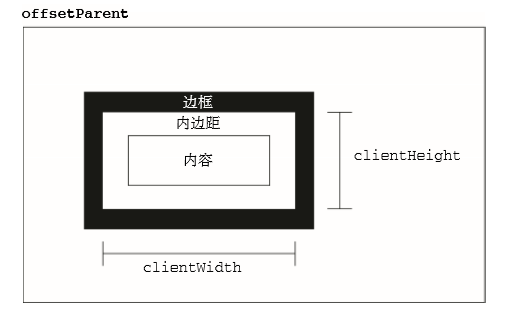 offsetParent
边框
内边距
内容
clientHeight
clientWidth